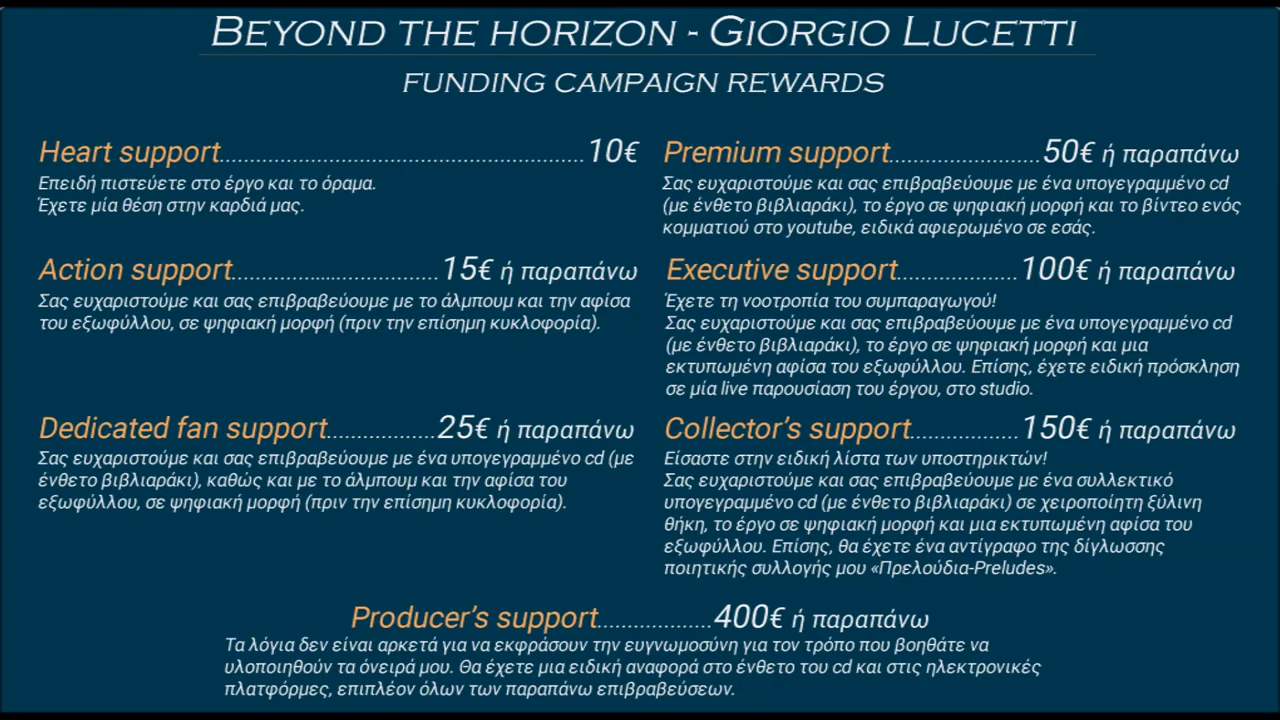 BEYOND THE HORIZON - GIORGIO LUCETTI
FUNDING CAMPAIGN REWARDS
Heart support.......................................................10€
Επειδή πιστεύετε στο έργο και το όραμα.
Έχετε μία θέση στην καρδιά μας.
Action support...............................15€ ή παραπάνω
Σας ευχαριστούμε και σας επιβραβεύουμε με το άλμπουμ και την αφίσα
του εξωφύλλου, σε ψηφιακή μορφή (πριν την επίσημη κυκλοφορία).
Dedicated fan support................25€ ή παραπάνω
Σας ευχαριστούμε και σας επιβραβεύουμε με ένα υπογεγραμμένο cd (με
ένθετο βιβλιαράκι), καθώς και με το άλμπουμ και την αφίσα του
εξωφύλλου, σε ψηφιακή μορφή (πριν την επίσημη κυκλοφορία).
Premium support......................50€ ή παραπάνω
Σας ευχαριστούμε και σας επιβραβεύουμε με ένα υπογεγραμμένο cd
(με ένθετο βιβλιαράκι), το έργο σε ψηφιακή μορφή και το βίντεο ενός
κομματιού στο youtube, ειδικά αφιερωμένο σε εσάς.
Executive support..................100€ ή παραπάνω
Έχετε τη νοοτροπία του συμπαραγωγού!
Σας ευχαριστούμε και σας επιβραβεύουμε με ένα υπογεγραμμένο cd
(με ένθετο βιβλιαράκι), το έργο σε ψηφιακή μορφή και μια
εκτυπωμένη αφίσα του εξωφύλλου. Επίσης, έχετε ειδική πρόσκληση
σε μία live παρουσίαση του έργου, στο studio.
Collector's support................150€ ή παραπάνω
Είσαστε στην ειδική λίστα των υποστηρικτών!
Σας ευχαριστούμε και σας επιβραβεύουμε με ένα συλλεκτικό
υπογεγραμμένο cd (με ένθετο βιβλιαράκι) σε χειροποίητη ξύλινη
θήκη, το έργο σε ψηφιακή μορφή και μια εκτυπωμένη αφίσα του
εξωφύλλου. Επίσης, θα έχετε ένα αντίγραφο της δίγλωσσης
ποιητικής συλλογής μου «Πρελούδια-Preludes».
Producer's support.................400€ ή παραπάνω
Τα λόγια δεν είναι αρκετά για να εκφράσουν την ευγνωμοσύνη για τον τρόπο που βοηθάτε να
υλοποιηθούν τα όνειρά μου. Θα έχετε μια ειδική αναφορά στο ένθετο του cd και στις ηλεκτρονικές
πλατφόρμες, επιπλέον όλων των παραπάνω επιβραβεύσεων.